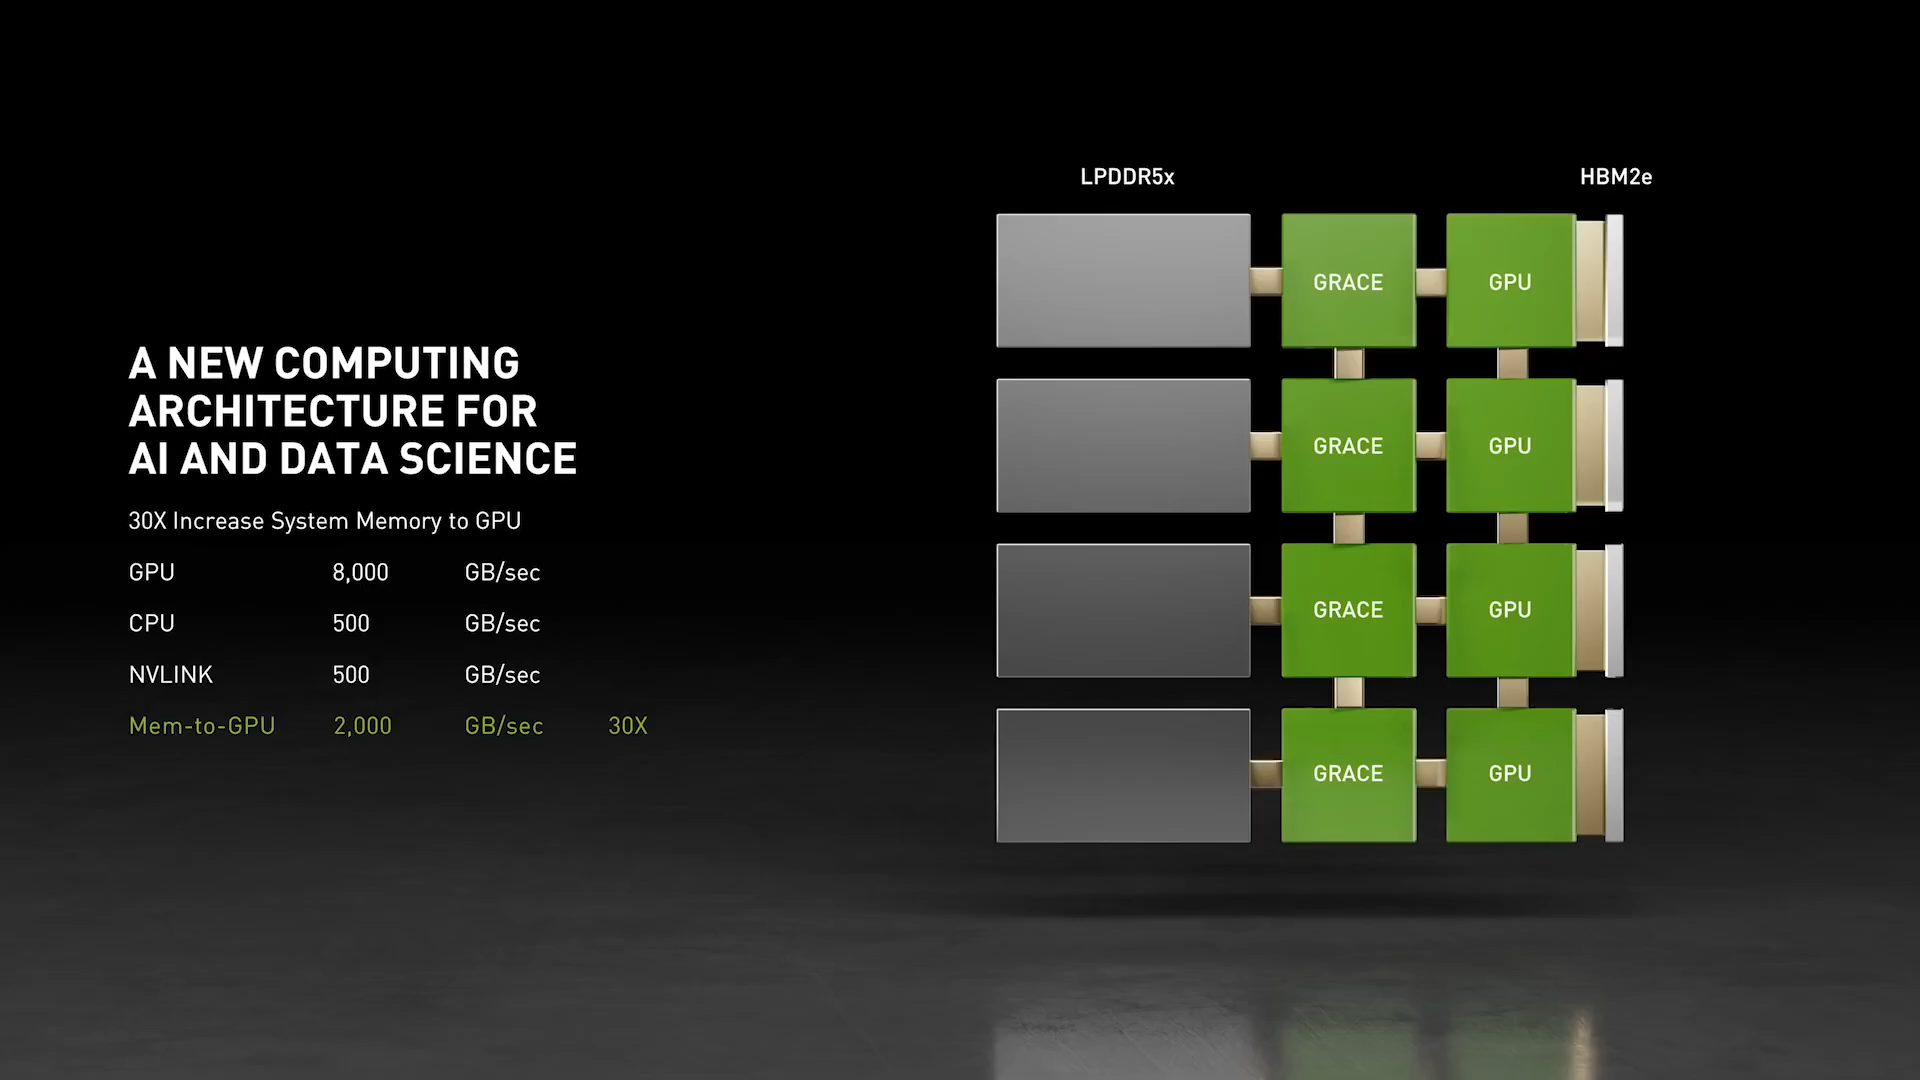 A NEW COMPUTING
ARCHITECTURE FOR
AI AND DATA SCIENCE
30X Increase System Memory to GPU
GPU 8,000 GB/sec
CPU 500 GB/sec
NVLINK 500 GB/sec
Mem-to-GPU 2,000 GB/sec 30X
LPDDR5x HBM2e
GRACE GPU
GRACE GPU
GRACE GPU
GRACE GPU